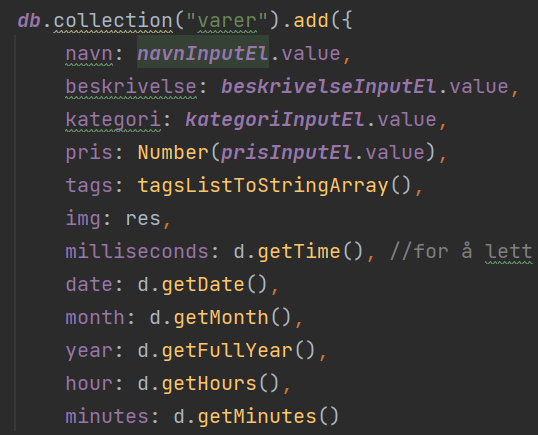 db.collection("varer").add({
navn: navnInputEl.value,
beskrivelse: beskrivelseInputEl.value,
kategori: kategoriInputEl.value,
pris: Number(prisInputEl.value),
tags: tagsListToStringArray(),
img: res,
milliseconds: d.getTime(), //for å lett
date: d.getDate(),
month: d.getMonth(),
year: d.getFullYear(),
hour: d.getHours(),
minutes: d.getMinutes()